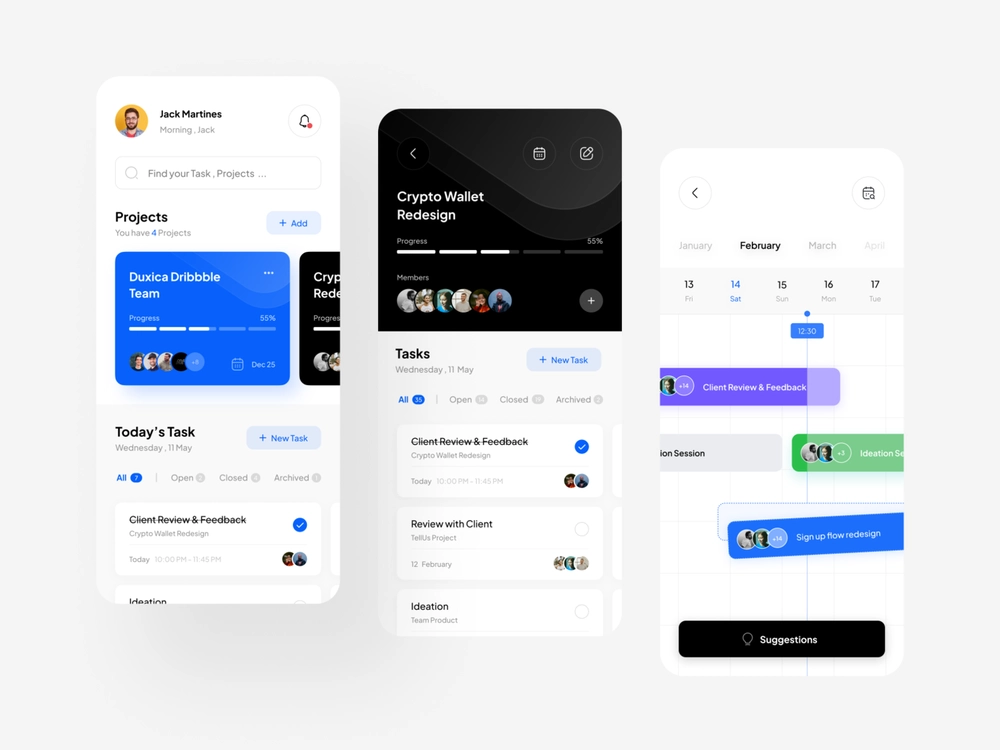 Jack Martines
Morning , Jack
Find your Task , Projects ...
Projects
You have 4 Projects
+ Add
Duxica Dribbble
Team
Progress
55%
+8
Dec 25
Cryp
Rede
Progres
Today's Task
Wednesday , 11 May
+ New Task
All 7
Open
Closed
Archived
Client Review & Feedback
Crypto Wallet Redesign
Today 10:00 PM - 11:45 PM
Ideation
Crypto Wallet
Redesign
Progress
55%
Members
+
Tasks
Wednesday , 11 May
+ New Task
All 35
Open
Closed
Archived 2
Client Review & Feedback
Crypto Wallet Redesign
Today 10:00 PM - 11:45 PM
Review with Client
TellUs Project
12 February
Ideation
Team Product
January February March April
13 14 15 16 17
Fri Sat Sun Mon Tue
12:30
+14 Client Review & Feedback
ion Session
+3 Ideation Se
+14 Sign up flow redesign
Suggestions